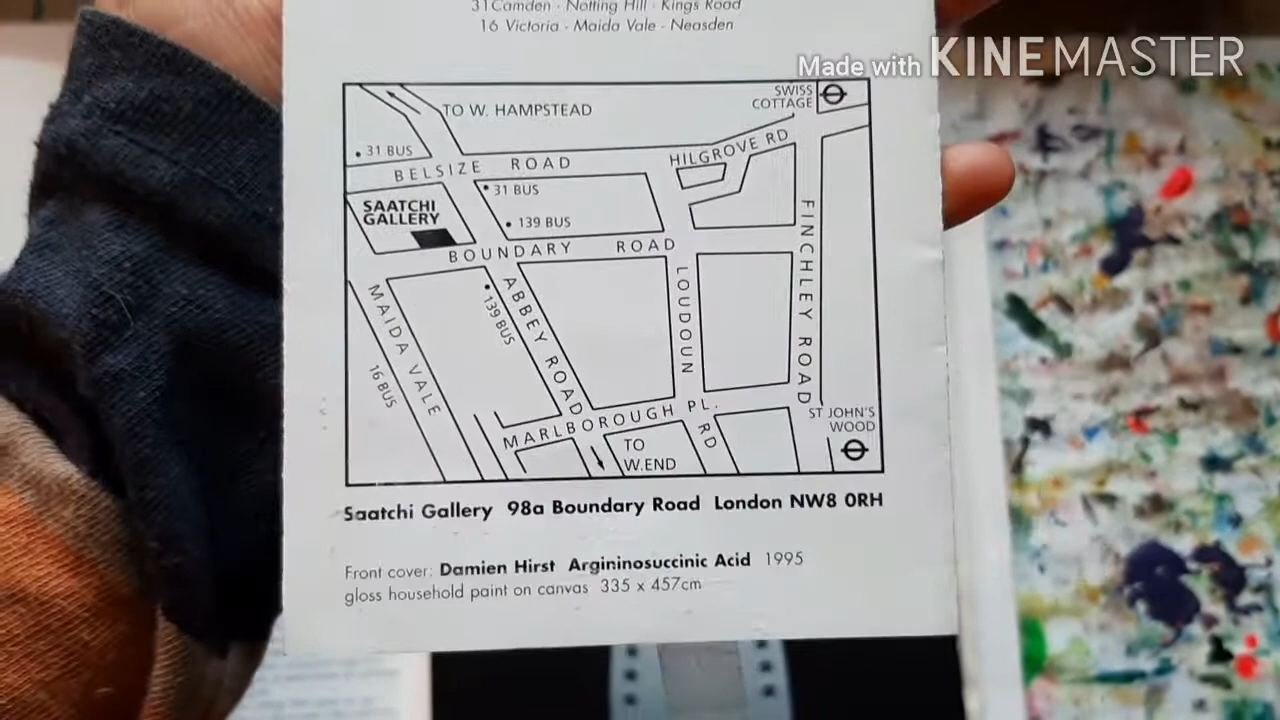 31 Camden - Notting Hill - Kings Road
16 Victoria - Maida Vale - Neasden
Made with KINEMASTER
SWISS
COTTAGE
TO W. HAMPSTEAD
31 BUS
BELSIZE ROAD
HILGROVE RD
31 BUS
SAATCHI
GALLERY
139 BUS
BOUNDARY ROAD
FINCHLEY ROAD
LOUDOUN
RD
ABBEY ROAD
139 BUS
MAIDA VALE
16 BUS
MARLBOROUGH PL.
ST JOHN'S
WOOD
TO
W.END
Saatchi Gallery 98a Boundary Road London NW8 0RH
Front cover: Damien Hirst Argininosuccinic Acid 1995
gloss household paint on canvas 335 x 457cm